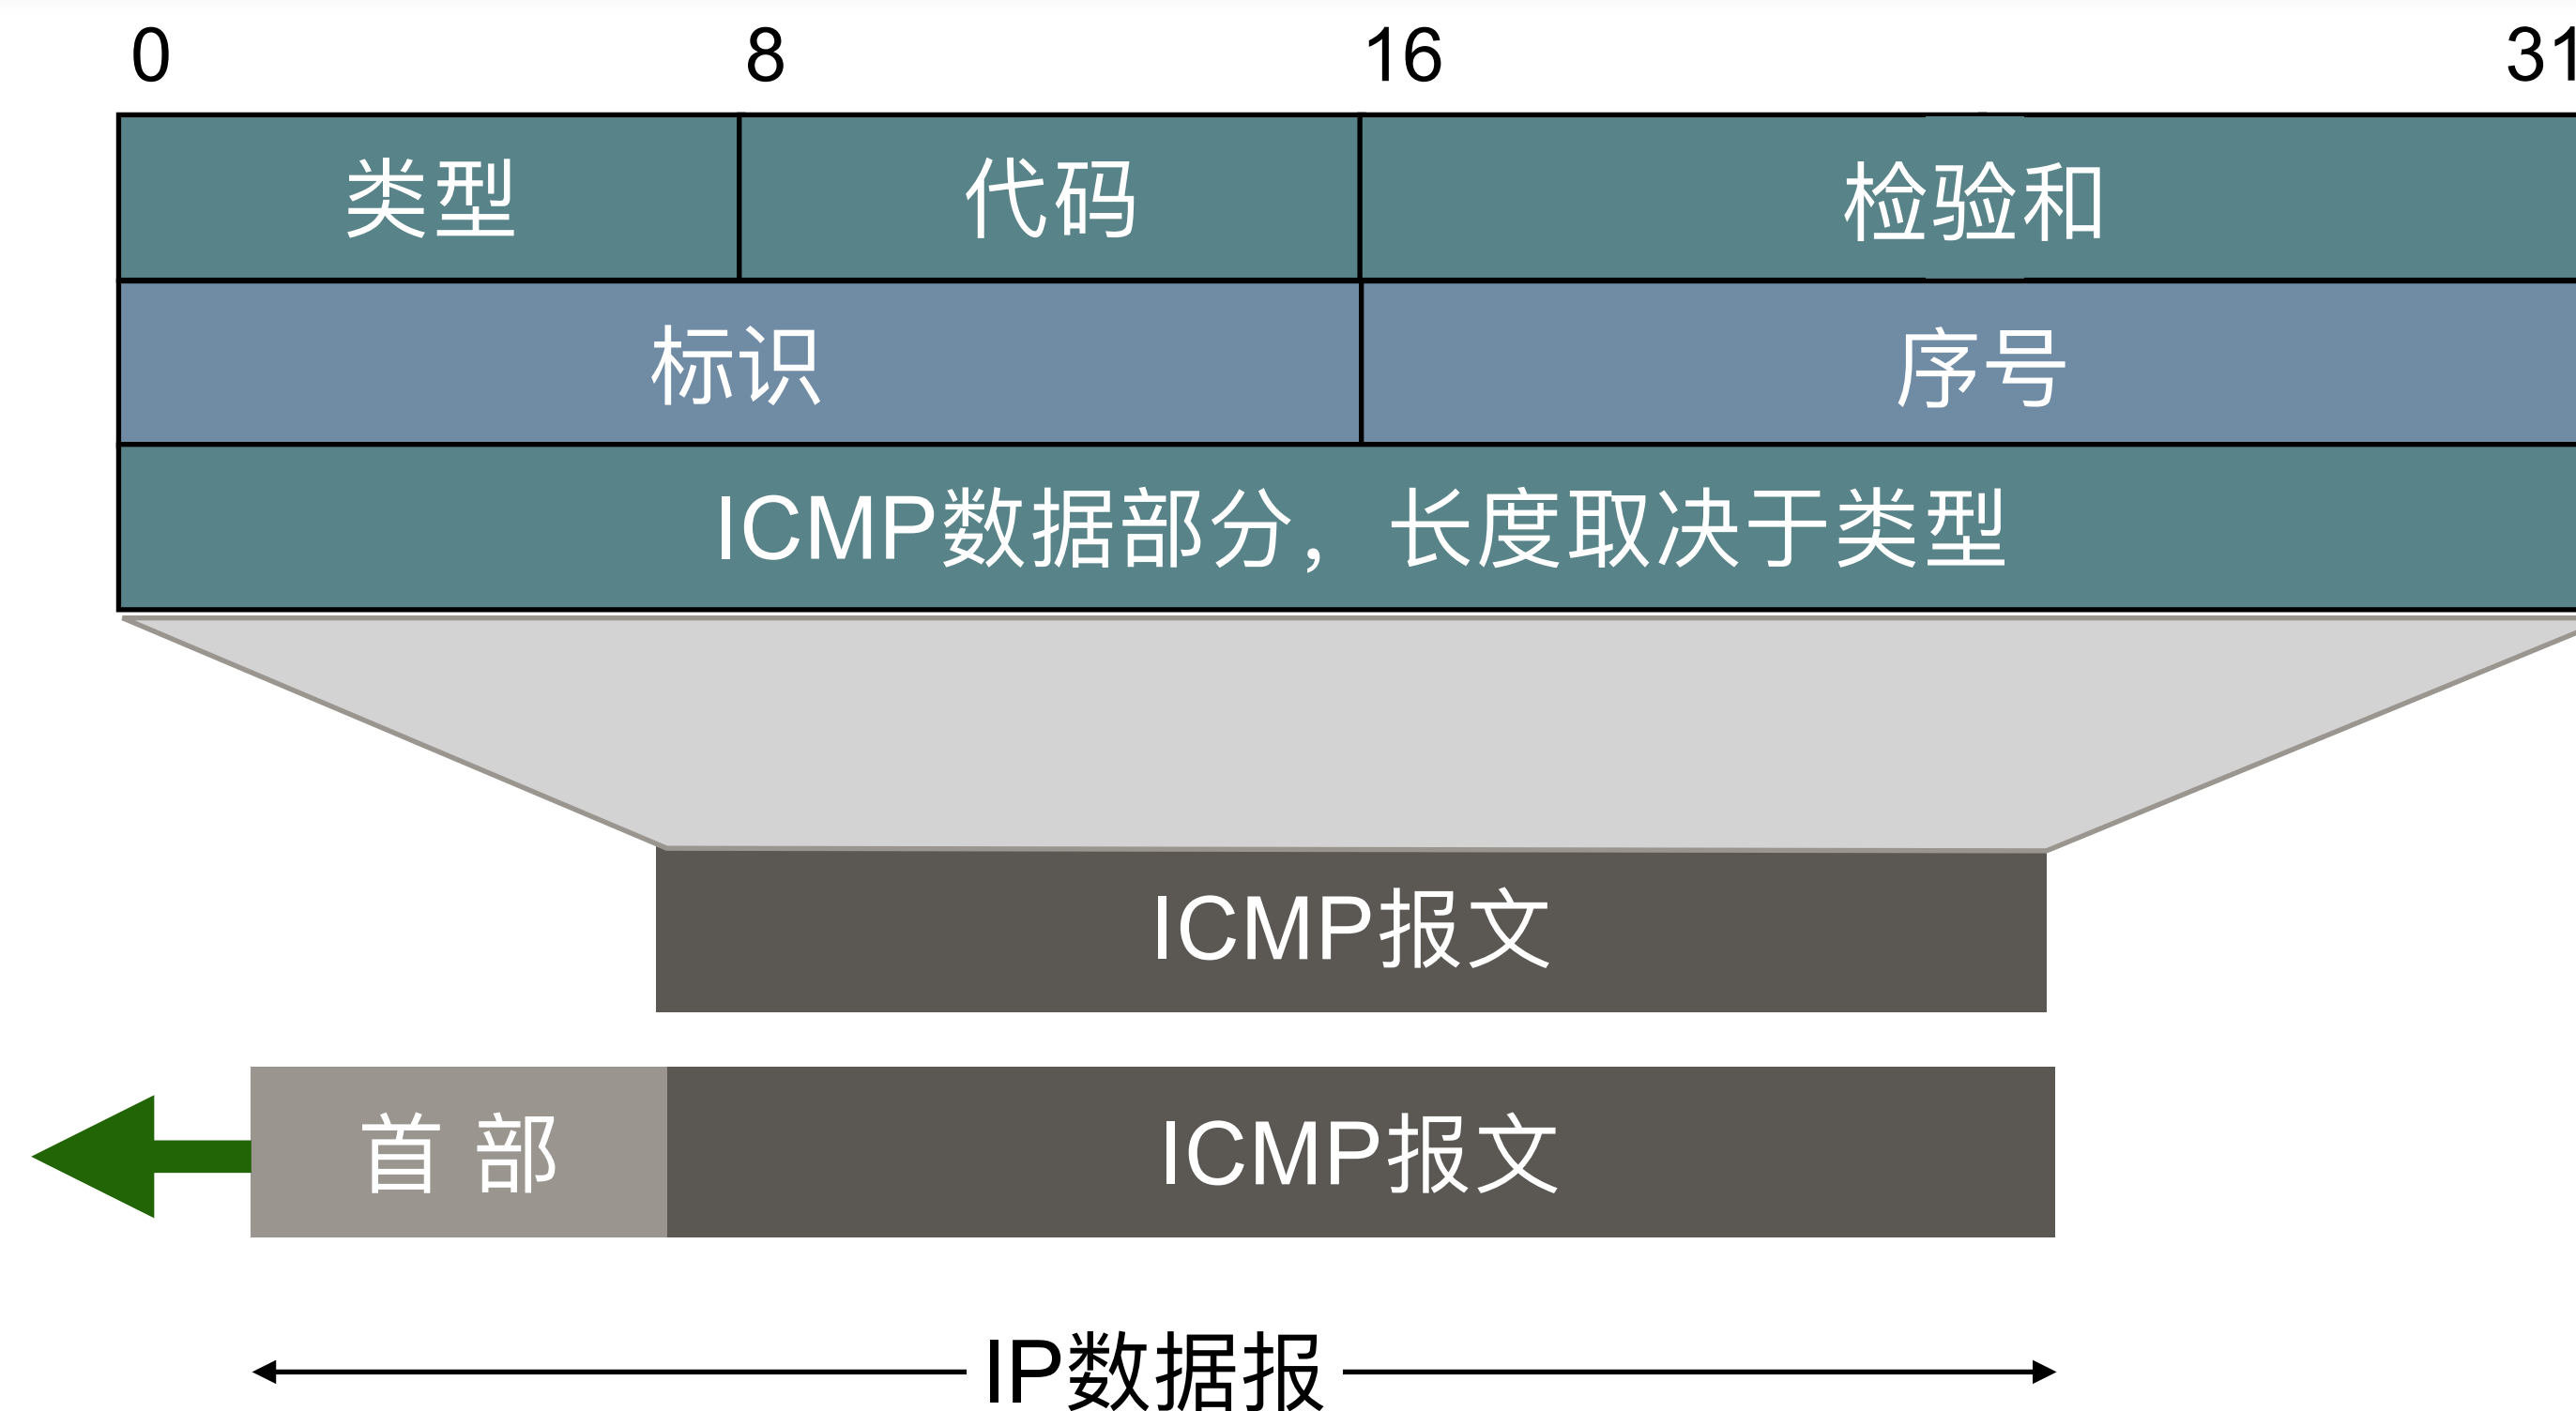 0 8 16 31
类型 代码 检验和
标识 序号
ICMP数据部分，长度取决于类型
ICMP报文
首 部 ICMP报文
IP数据报